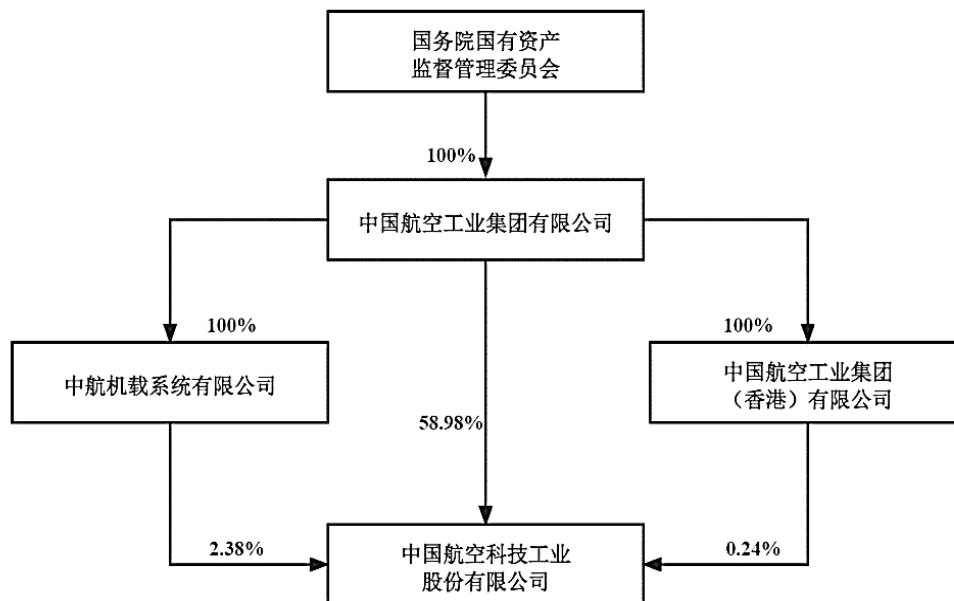 国务院国有资产
监督管理委员会
100%
中国航空工业集团有限公司
100%
100%
中航机载系统有限公司
中国航空工业集团
（香港）有限公司
58.98%
2.38%
中国航空科技工业
股份有限公司
0.24%